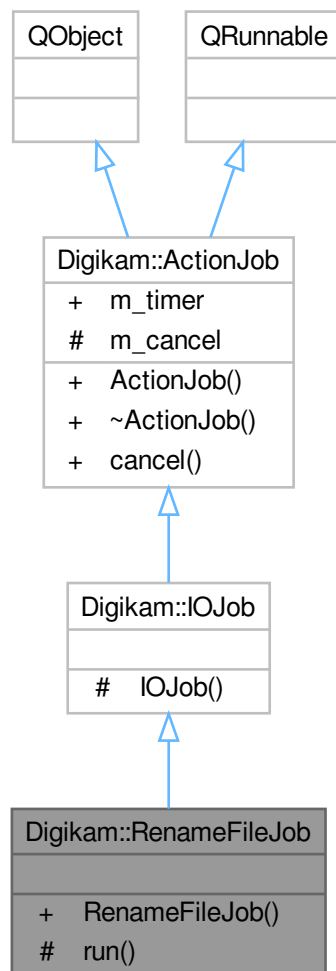 QObject
QRunnable
Digikam::ActionJob
+ m_timer
# m_cancel
+ ActionJob()
+ ~ActionJob()
+ cancel()
Digikam::IOJob
# IOJob()
Digikam::RenameFileJob
+ RenameFileJob()
# run()